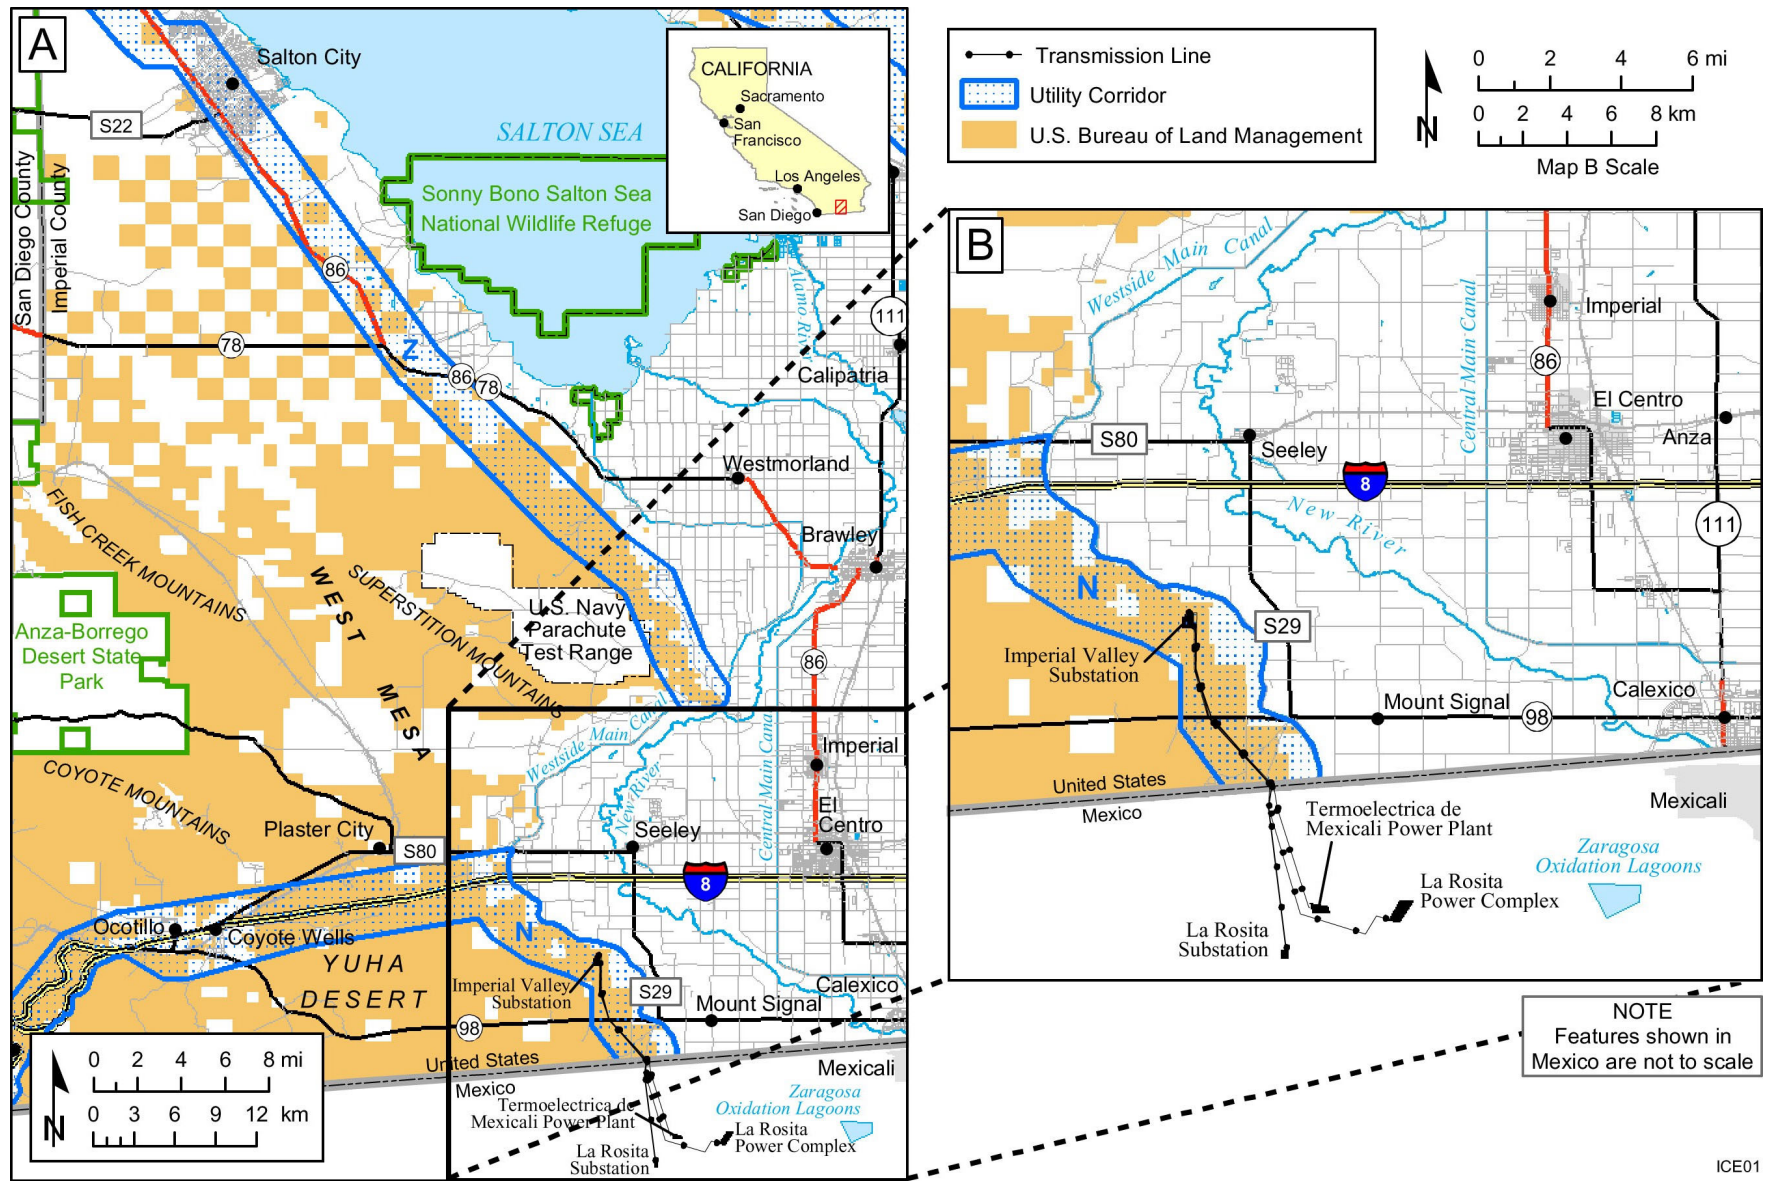 A
Salton City
S22
San Diego County
Imperial County
SALTON SEA
Sonny Bono Salton Sea
National Wildlife Refuge
CALIFORNIA
Sacramento
San
Francisco
Los Angeles
San Diego
86
78
Z
86
78
Alamo River
111
Calipatria
Westmorland
Brawley
FISH CREEK MOUNTAINS
WEST MESA
SUPERSTITION MOUNTAINS
U.S. Navy
Parachute
Test Range
Anza-Borrego
Desert State
Park
86
COYOTE MOUNTAINS
Westside Main Canal
New River
Central Main Canal
Imperial
El
Centro
Plaster City
S80
Seeley
8
Ocotillo
Coyote Wells
N
YUHA
DESERT
Imperial Valley
Substation
S29
Mount Signal
Calexico
98
United States
Mexico
Mexicali
Termoelectrica de
Mexicali Power Plant
Zaragosa
Oxidation Lagoons
La Rosita
Power Complex
La Rosita
Substation
0 2 4 6 8 mi
0 3 6 9 12 km
N
Transmission Line
Utility Corridor
U.S. Bureau of Land Management
N
0 2 4 6 mi
0 2 4 6 8 km
Map B Scale
B
Westside Main Canal
Central Main Canal
Imperial
86
El Centro
Anza
S80
Seeley
8
New River
111
N
S29
Imperial Valley
Substation
Mount Signal
98
Calexico
United States
Mexico
Mexicali
Termoelectrica de
Mexicali Power Plant
Zaragosa
Oxidation Lagoons
La Rosita
Power Complex
La Rosita
Substation
NOTE
Features shown in
Mexico are not to scale
ICE01